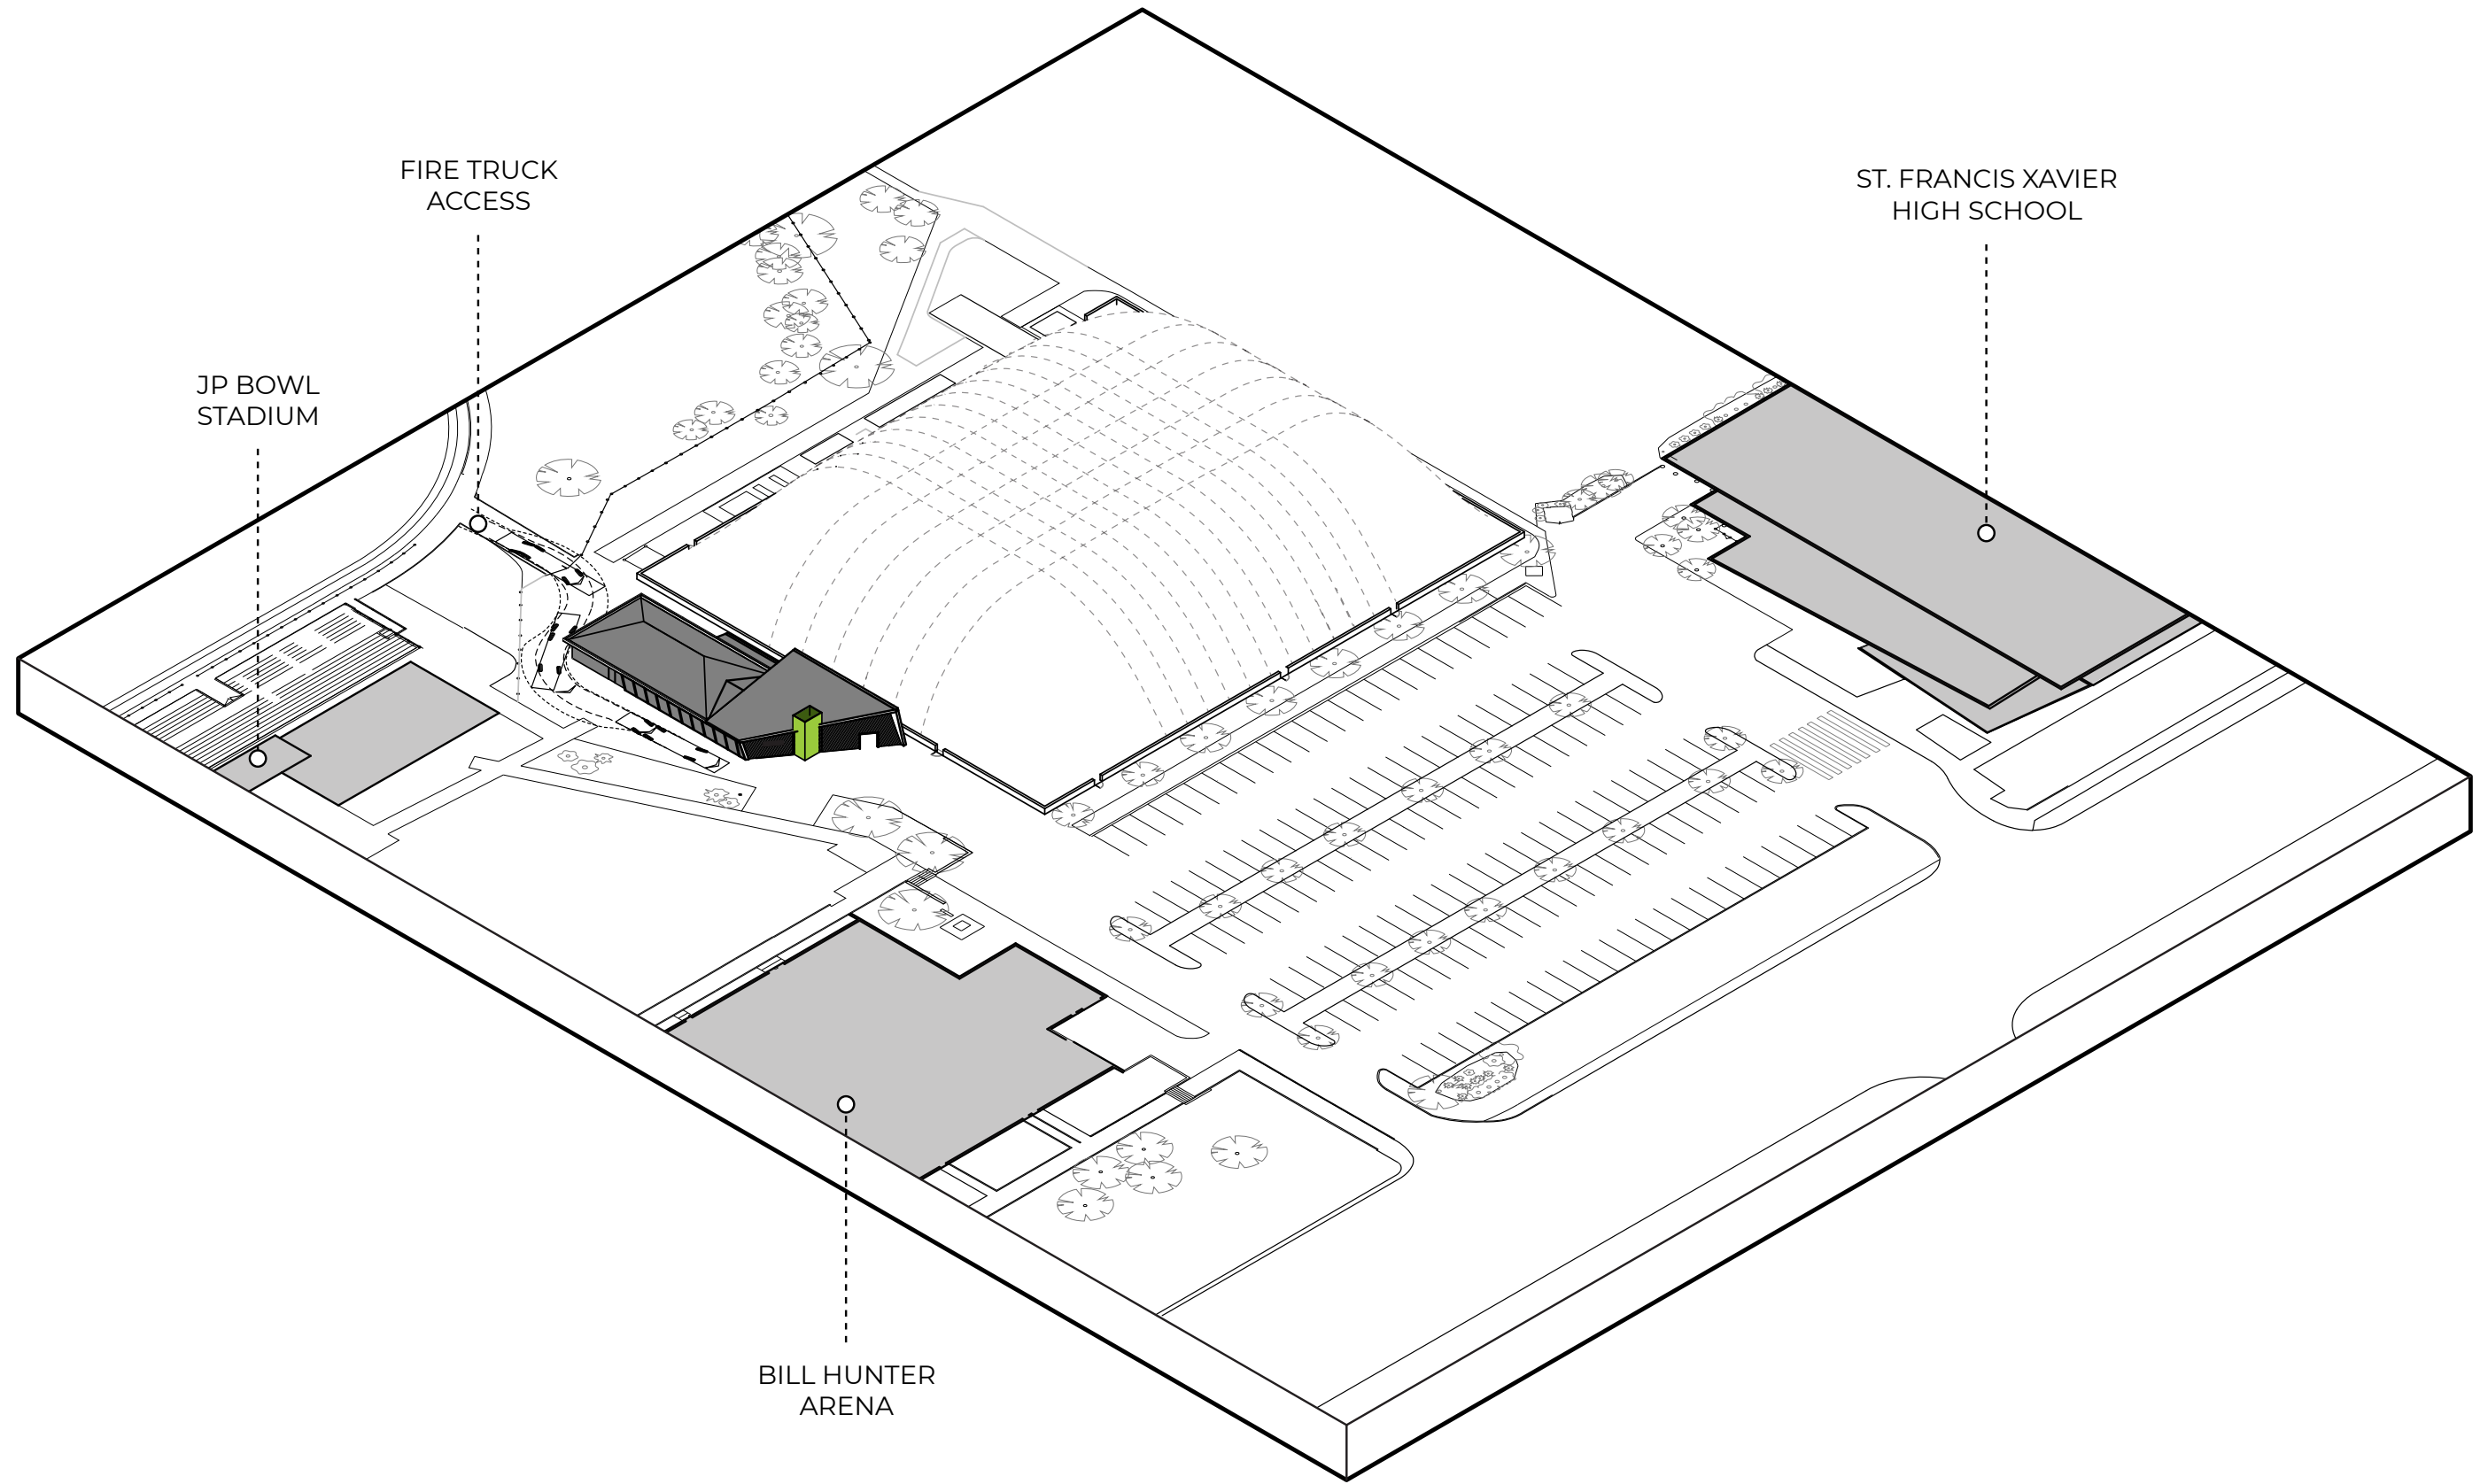 FIRE TRUCK
ACCESS
ST. FRANCIS XAVIER
HIGH SCHOOL
JP BOWL
STADIUM
BILL HUNTER
ARENA